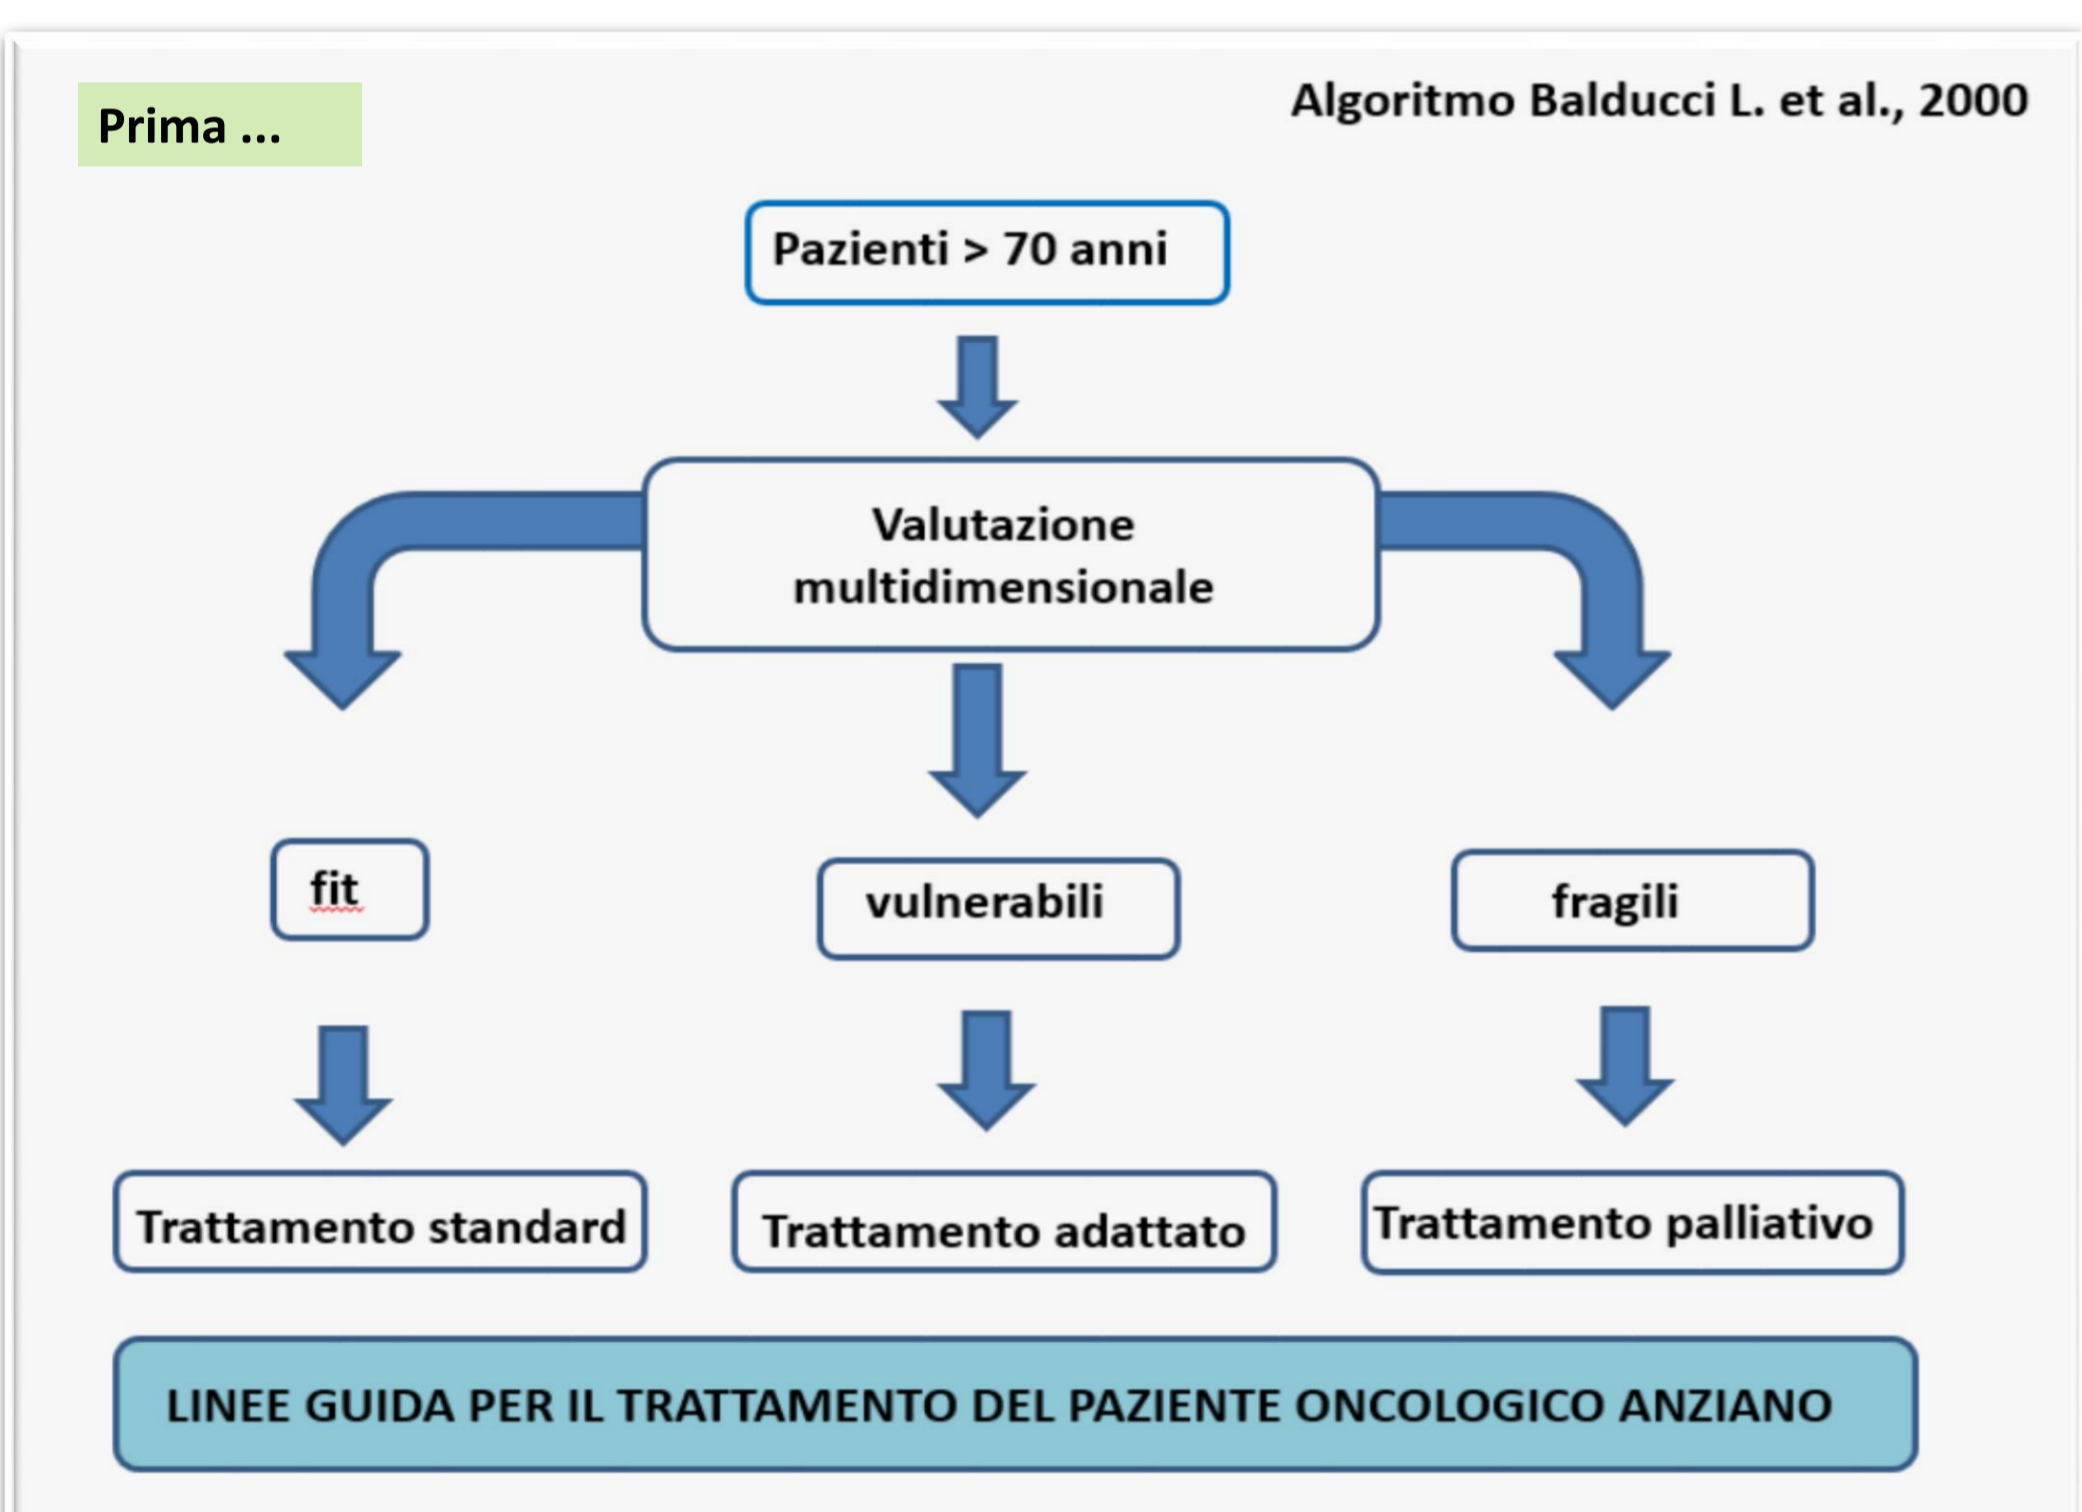 Prima ...
Algoritmo Balducci L. et al., 2000
Pazienti > 70 anni
Valutazione
multidimensionale
fit
vulnerabili
fragili
Trattamento standard
Trattamento adattato
Trattamento palliativo
LINEE GUIDA PER IL TRATTAMENTO DEL PAZIENTE ONCOLOGICO ANZIANO